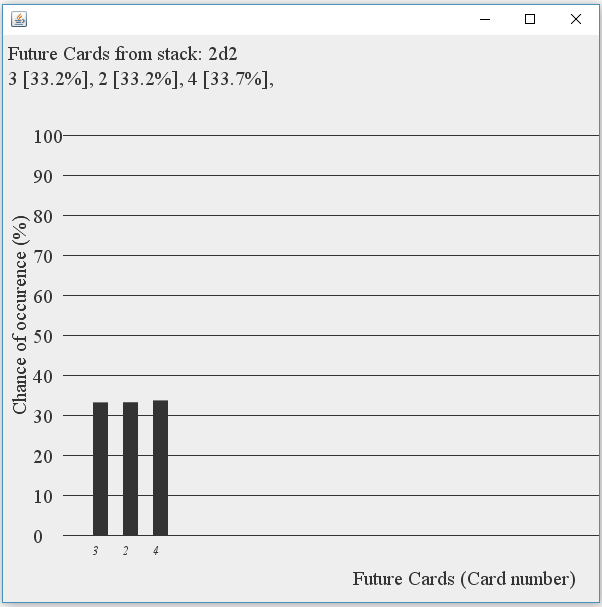 Future Cards from stack: 2d2
3 [33.2%], 2 [33.2%], 4 [33.7%],
100
90
80
70
60
50
40
30
20
10
0
Chance of occurence (%)
3 2 4
Future Cards (Card number)